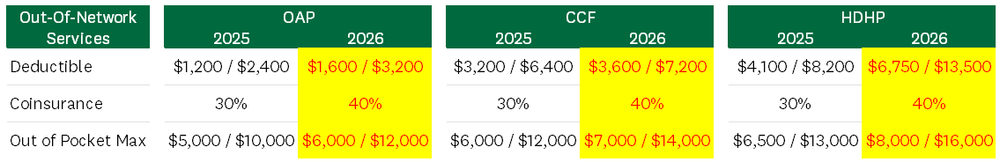 Out-Of-Network OAP CCF HDHP
Services 2025 2026 2025 2026 2025 2026
Deductible $1,200 / $2,400 $1,600 / $3,200 $3,200 / $6,400 $3,600 / $7,200 $4,100 / $8,200 $6,750 / $13,500
Coinsurance 30% 40% 30% 40% 30% 40%
Out of Pocket Max $5,000 / $10,000 $6,000 / $12,000 $6,000 / $12,000 $7,000 / $14,000 $6,500 / $13,000 $8,000 / $16,000